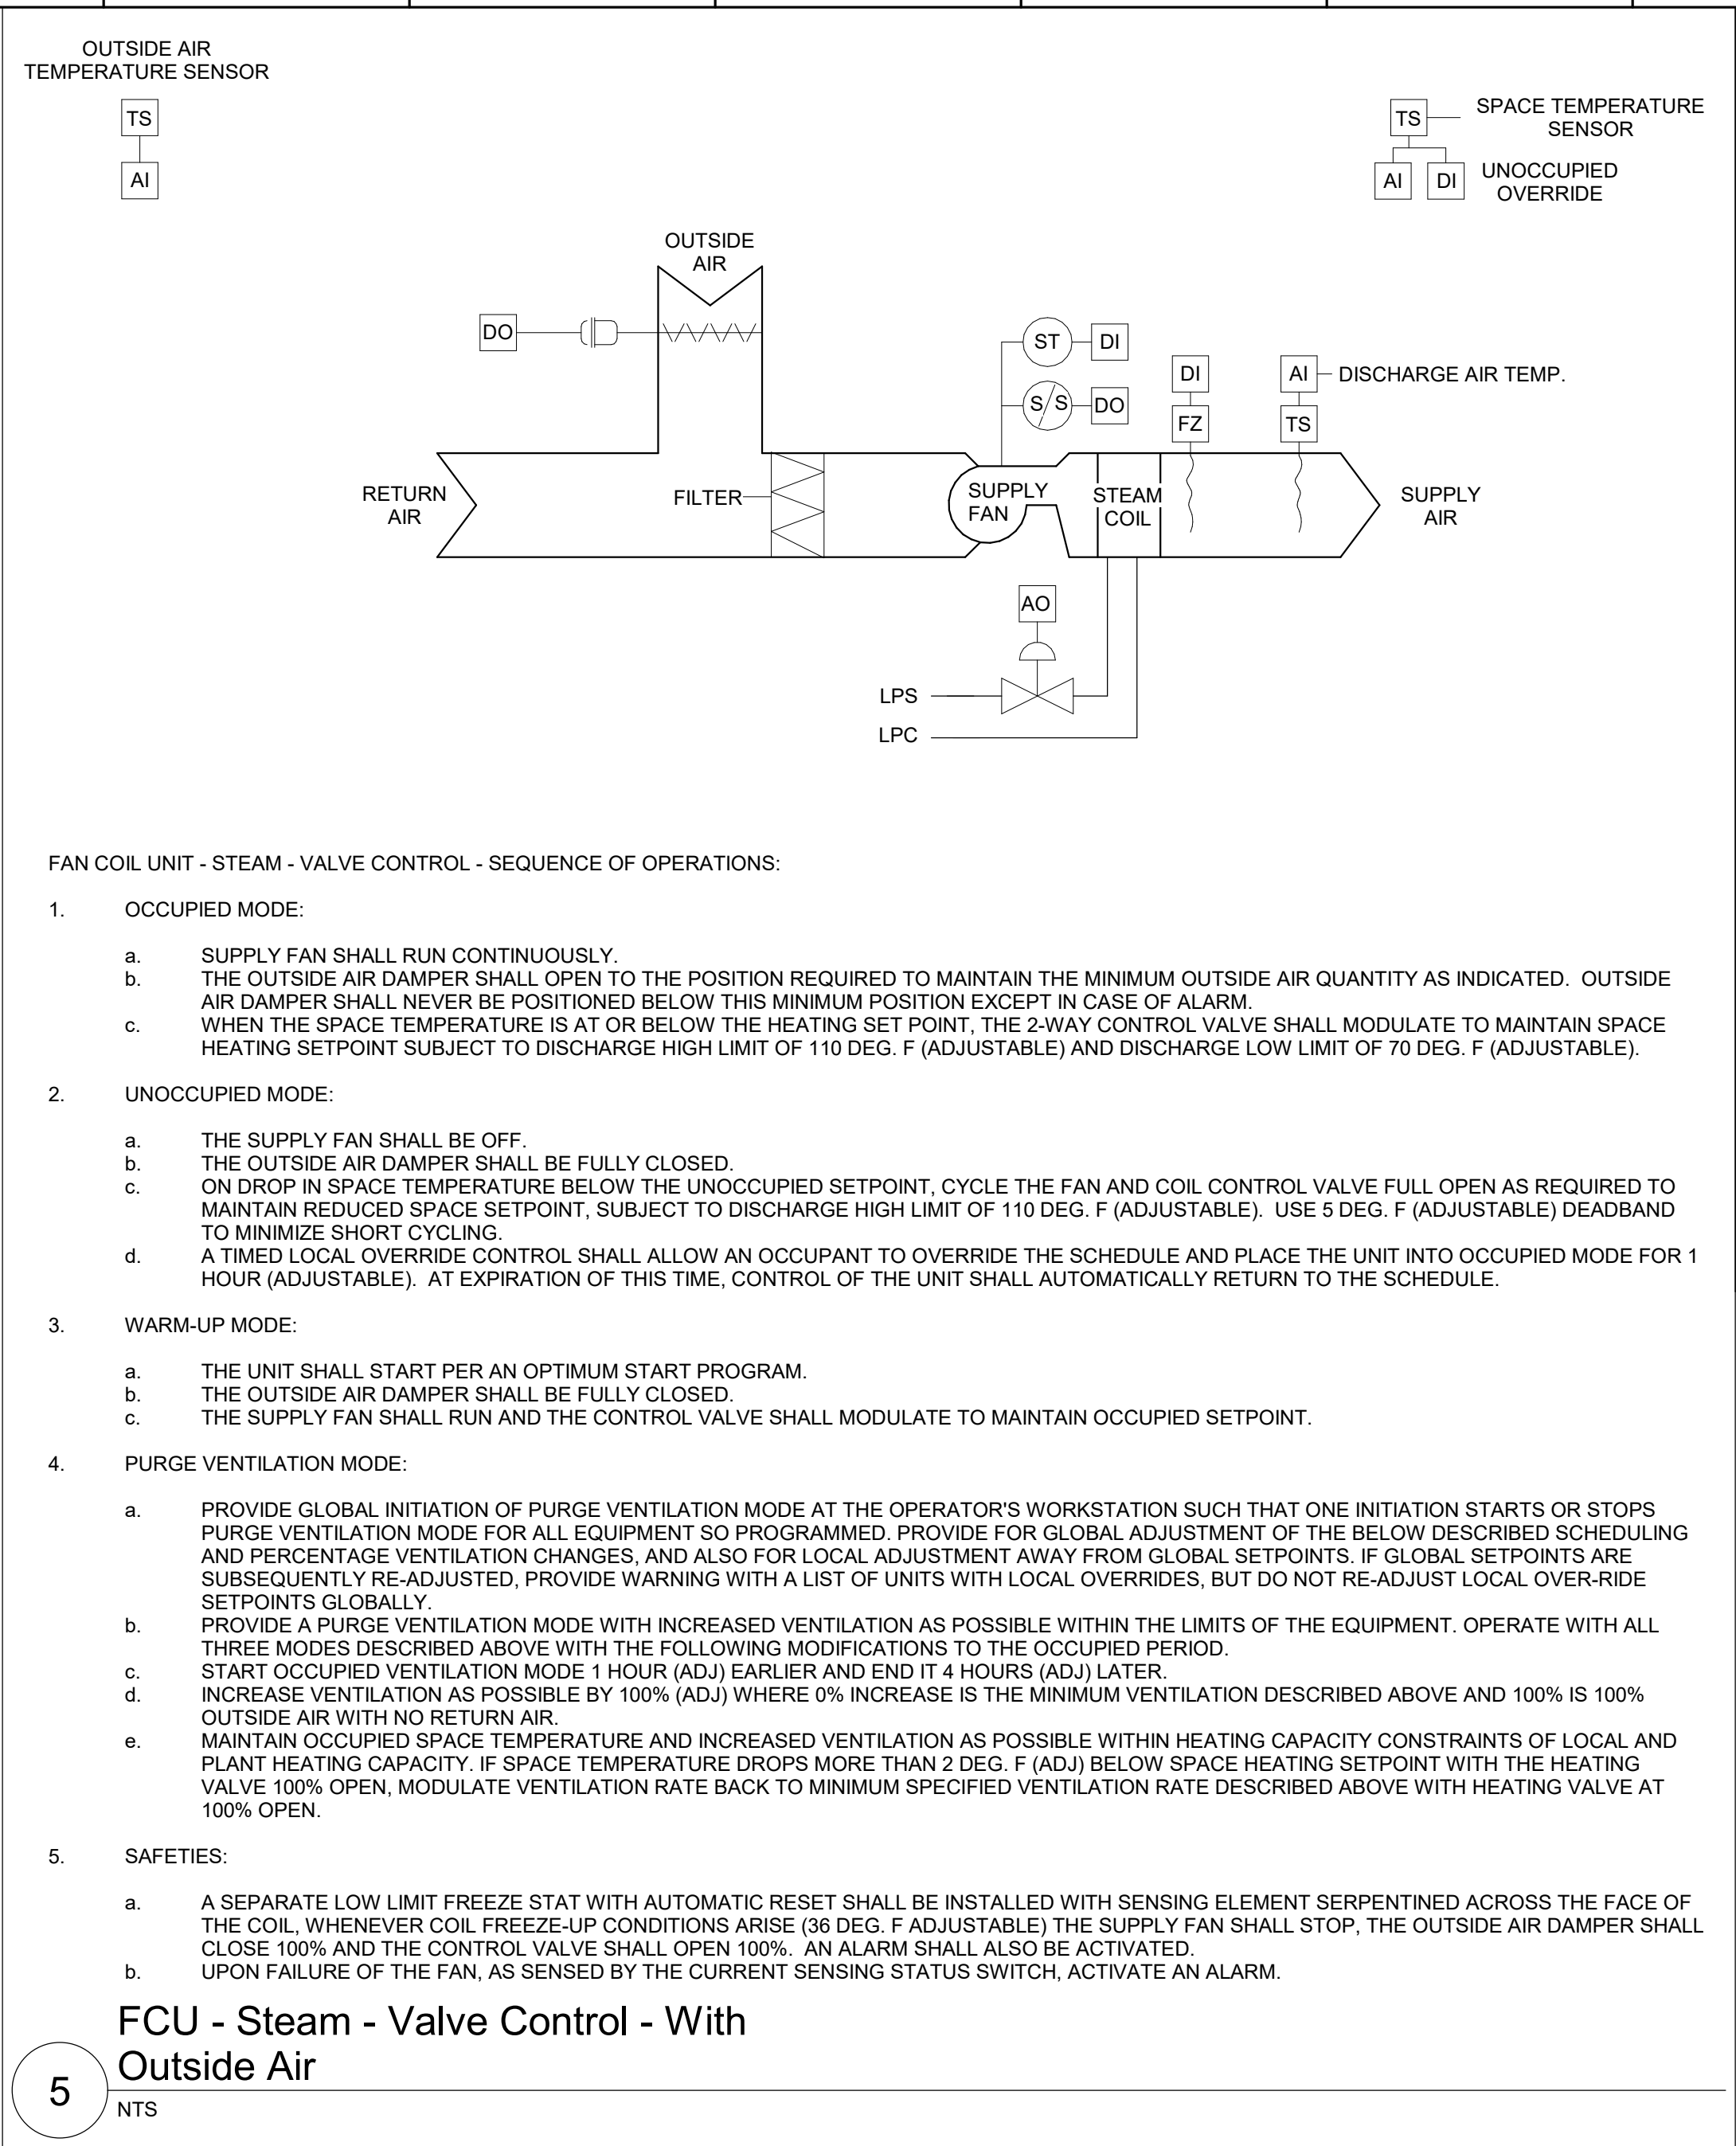 OUTSIDE AIR
TEMPERATURE SENSOR
TS
AI
TS
SPACE TEMPERATURE
SENSOR
AI
DI
UNOCCUPIED
OVERRIDE
OUTSIDE
AIR
DO
ST
DI
S/S
DO
DI
FZ
AI
DISCHARGE AIR TEMP.
TS
RETURN
AIR
FILTER
SUPPLY
FAN
STEAM
COIL
SUPPLY
AIR
AO
LPS
LPC
FAN COIL UNIT - STEAM - VALVE CONTROL - SEQUENCE OF OPERATIONS:
1. OCCUPIED MODE:
a. SUPPLY FAN SHALL RUN CONTINUOUSLY.
b. THE OUTSIDE AIR DAMPER SHALL OPEN TO THE POSITION REQUIRED TO MAINTAIN THE MINIMUM OUTSIDE AIR QUANTITY AS INDICATED. OUTSIDE
AIR DAMPER SHALL NEVER BE POSITIONED BELOW THIS MINIMUM POSITION EXCEPT IN CASE OF ALARM.
c. WHEN THE SPACE TEMPERATURE IS AT OR BELOW THE HEATING SET POINT, THE 2-WAY CONTROL VALVE SHALL MODULATE TO MAINTAIN SPACE
HEATING SETPOINT SUBJECT TO DISCHARGE HIGH LIMIT OF 110 DEG. F (ADJUSTABLE) AND DISCHARGE LOW LIMIT OF 70 DEG. F (ADJUSTABLE).
2. UNOCCUPIED MODE:
a. THE SUPPLY FAN SHALL BE OFF.
b. THE OUTSIDE AIR DAMPER SHALL BE FULLY CLOSED.
c. ON DROP IN SPACE TEMPERATURE BELOW THE UNOCCUPIED SETPOINT, CYCLE THE FAN AND COIL CONTROL VALVE FULL OPEN AS REQUIRED TO
MAINTAIN REDUCED SPACE SETPOINT, SUBJECT TO DISCHARGE HIGH LIMIT OF 110 DEG. F (ADJUSTABLE). USE 5 DEG. F (ADJUSTABLE) DEADBAND
TO MINIMIZE SHORT CYCLING.
d. A TIMED LOCAL OVERRIDE CONTROL SHALL ALLOW AN OCCUPANT TO OVERRIDE THE SCHEDULE AND PLACE THE UNIT INTO OCCUPIED MODE FOR 1
HOUR (ADJUSTABLE). AT EXPIRATION OF THIS TIME, CONTROL OF THE UNIT SHALL AUTOMATICALLY RETURN TO THE SCHEDULE.
3. WARM-UP MODE:
a. THE UNIT SHALL START PER AN OPTIMUM START PROGRAM.
b. THE OUTSIDE AIR DAMPER SHALL BE FULLY CLOSED.
c. THE SUPPLY FAN SHALL RUN AND THE CONTROL VALVE SHALL MODULATE TO MAINTAIN OCCUPIED SETPOINT.
4. PURGE VENTILATION MODE:
a. PROVIDE GLOBAL INITIATION OF PURGE VENTILATION MODE AT THE OPERATOR'S WORKSTATION SUCH THAT ONE INITIATION STARTS OR STOPS
PURGE VENTILATION MODE FOR ALL EQUIPMENT SO PROGRAMMED. PROVIDE FOR GLOBAL ADJUSTMENT OF THE BELOW DESCRIBED SCHEDULING
AND PERCENTAGE VENTILATION CHANGES, AND ALSO FOR LOCAL ADJUSTMENT AWAY FROM GLOBAL SETPOINTS. IF GLOBAL SETPOINTS ARE
SUBSEQUENTLY RE-ADJUSTED, PROVIDE WARNING WITH A LIST OF UNITS WITH LOCAL OVERRIDES, BUT DO NOT RE-ADJUST LOCAL OVER-RIDE
SETPOINTS GLOBALLY.
b. PROVIDE A PURGE VENTILATION MODE WITH INCREASED VENTILATION AS POSSIBLE WITHIN THE LIMITS OF THE EQUIPMENT. OPERATE WITH ALL
THREE MODES DESCRIBED ABOVE WITH THE FOLLOWING MODIFICATIONS TO THE OCCUPIED PERIOD.
c. START OCCUPIED VENTILATION MODE 1 HOUR (ADJ) EARLIER AND END IT 4 HOURS (ADJ) LATER.
d. INCREASE VENTILATION AS POSSIBLE BY 100% (ADJ) WHERE 0% INCREASE IS THE MINIMUM VENTILATION DESCRIBED ABOVE AND 100% IS 100%
OUTSIDE AIR WITH NO RETURN AIR.
e. MAINTAIN OCCUPIED SPACE TEMPERATURE AND INCREASED VENTILATION AS POSSIBLE WITHIN HEATING CAPACITY CONSTRAINTS OF LOCAL AND
PLANT HEATING CAPACITY. IF SPACE TEMPERATURE DROPS MORE THAN 2 DEG. F (ADJ) BELOW SPACE HEATING SETPOINT WITH THE HEATING
VALVE 100% OPEN, MODULATE VENTILATION RATE BACK TO MINIMUM SPECIFIED VENTILATION RATE DESCRIBED ABOVE WITH HEATING VALVE AT
100% OPEN.
5. SAFETIES:
a. A SEPARATE LOW LIMIT FREEZE STAT WITH AUTOMATIC RESET SHALL BE INSTALLED WITH SENSING ELEMENT SERPENTINED ACROSS THE FACE OF
THE COIL, WHENEVER COIL FREEZE-UP CONDITIONS ARISE (36 DEG. F ADJUSTABLE) THE SUPPLY FAN SHALL STOP, THE OUTSIDE AIR DAMPER SHALL
CLOSE 100% AND THE CONTROL VALVE SHALL OPEN 100%. AN ALARM SHALL ALSO BE ACTIVATED.
b. UPON FAILURE OF THE FAN, AS SENSED BY THE CURRENT SENSING STATUS SWITCH, ACTIVATE AN ALARM.
FCU - Steam - Valve Control - With
Outside Air
5
NTS